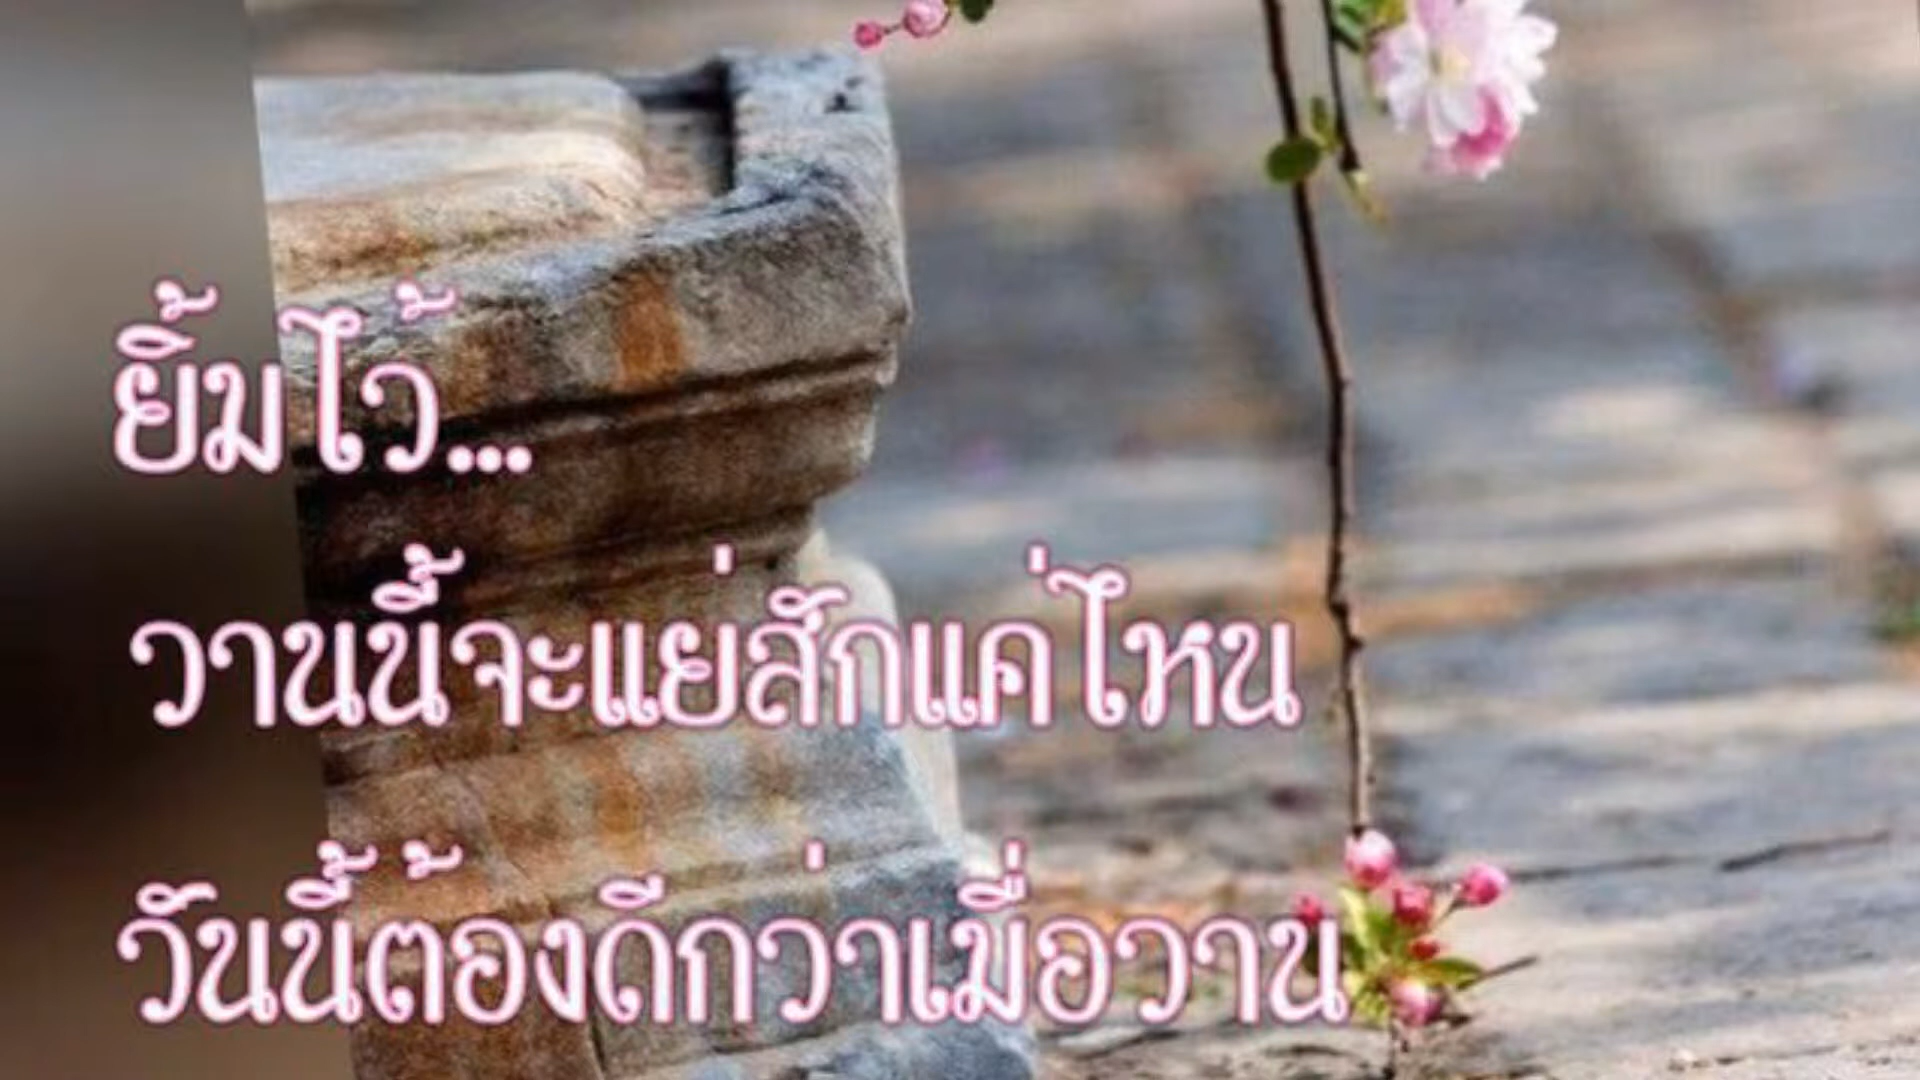 ยิ้มไว้...
วานนี้จะแย่สักแค่ไหน
วันนี้ต้องดีกว่าเมื่อวาน